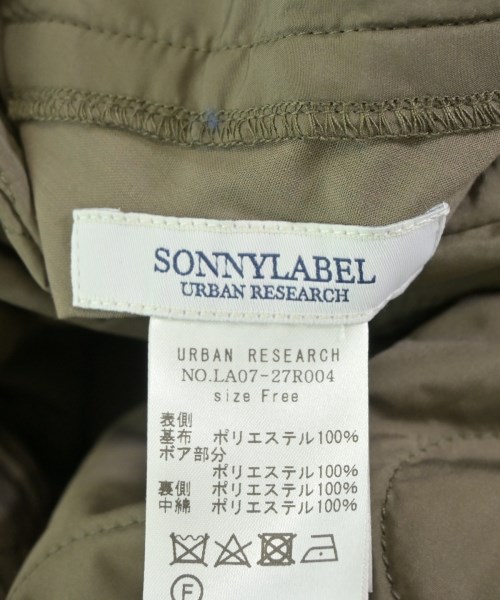 SONNYLABEL
URBAN RESEARCH
URBAN RESEARCH
NO.LA07-27R004
size Free
表側
基布 ポリエステル100%
ボア部分
ポリエステル100%
裏側 ポリエステル100%
中綿 ポリエステル100%
F